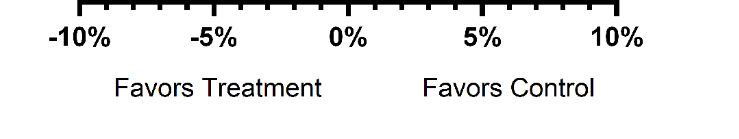 -10% -5% 0% 5% 10%
Favors Treatment Favors Control